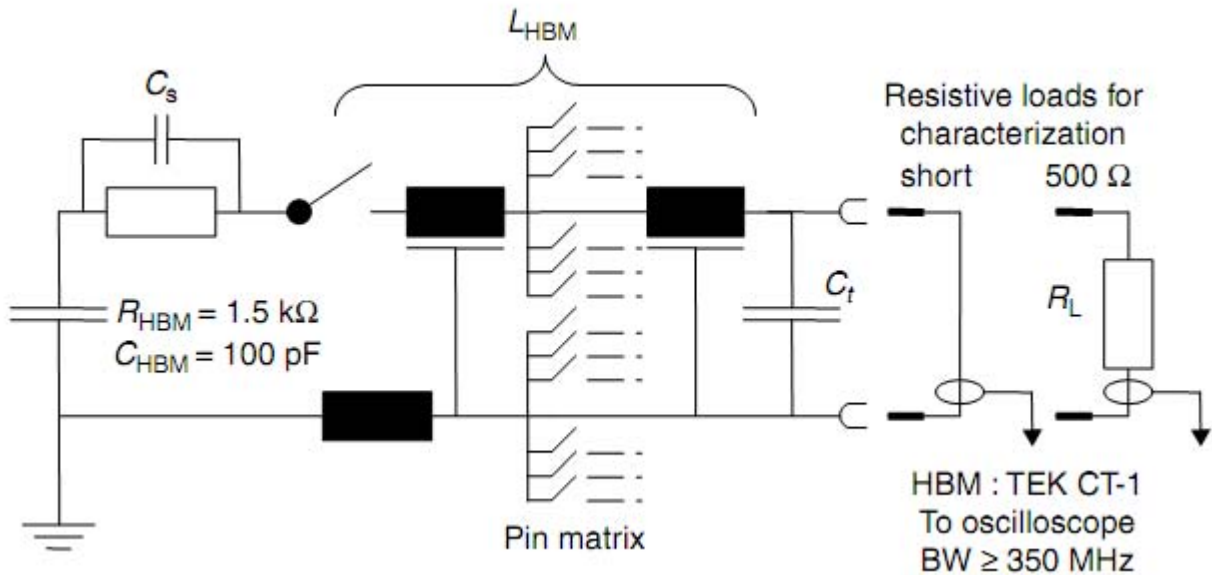 L_HBM
C_s
Resistive loads for
characterization
short 500 Ω
R_HBM = 1.5 kΩ
C_HBM = 100 pF
C_t
R_L
Pin matrix
HBM : TEK CT-1
To oscilloscope
BW ≥ 350 MHz